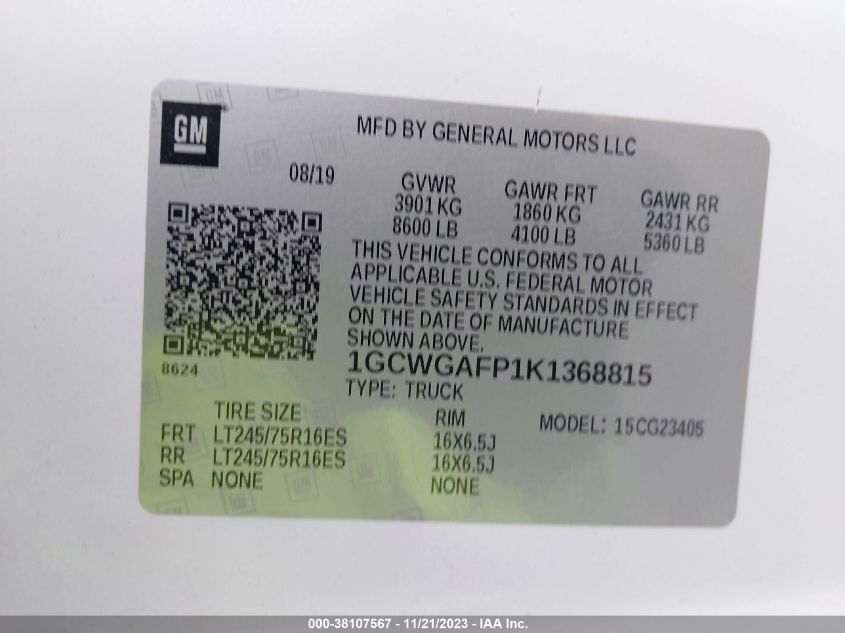 GM
MFD BY GENERAL MOTORS LLC
08/19
GVWR GAWR FRT GAWR RR
3901 KG 1860 KG 2431 KG
8600 LB 4100 LB 5360 LB
THIS VEHICLE CONFORMS TO ALL
APPLICABLE U.S. FEDERAL MOTOR
VEHICLE SAFETY STANDARDS IN EFFECT
ON THE DATE OF MANUFACTURE
SHOWN ABOVE.
8624
1GCWGAFP1K1368815
TYPE: TRUCK
TIRE SIZE RIM MODEL: 15CG23405
FRT LT245/75R16ES 16X6.5J
RR LT245/75R16ES 16X6.5J
SPA NONE NONE
000-38107567 - 11/21/2023 - IAA Inc.